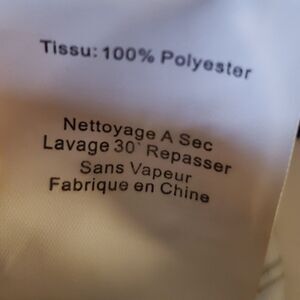 Tissu: 100% Polyester
Nettoyage A Sec
Lavage 30` Repasser
Sans Vapeur
Fabrique en Chine